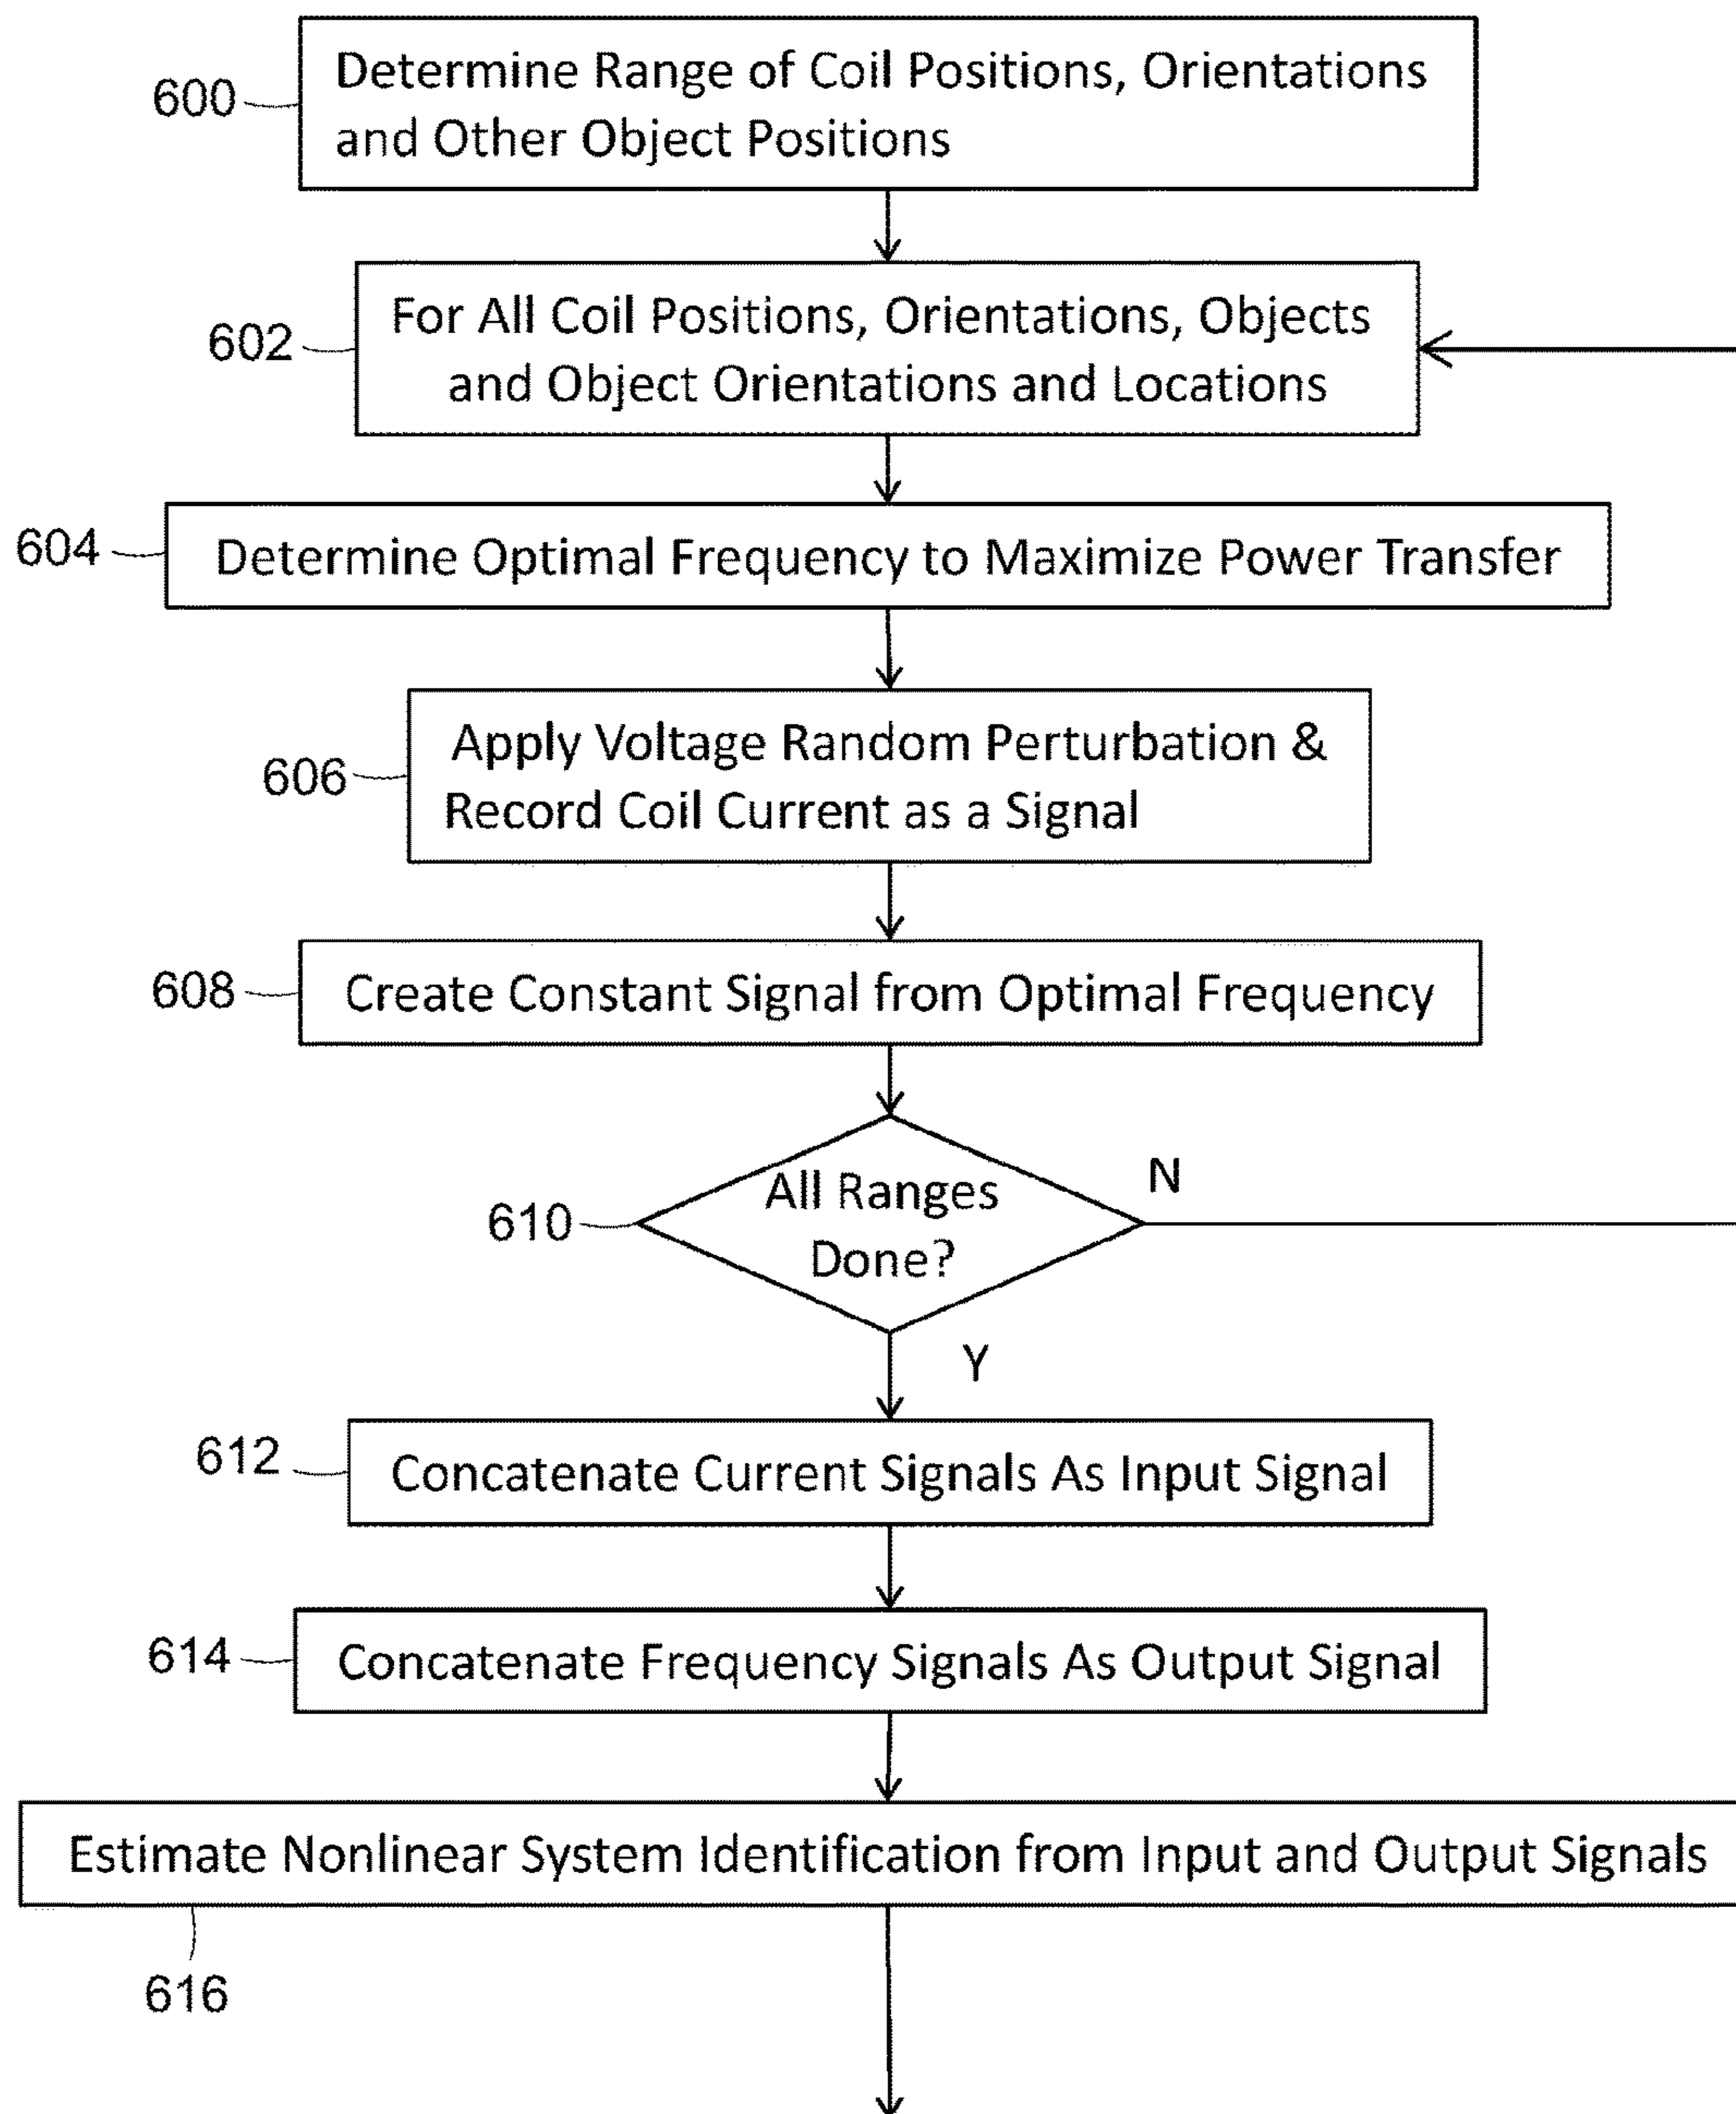 600
Determine Range of Coil Positions, Orientations
and Other Object Positions
602
For All Coil Positions, Orientations, Objects
and Object Orientations and Locations
604
Determine Optimal Frequency to Maximize Power Transfer
606
Apply Voltage Random Perturbation &
Record Coil Current as a Signal
608
Create Constant Signal from Optimal Frequency
610
All Ranges
Done?
N
Y
612
Concatenate Current Signals As Input Signal
614
Concatenate Frequency Signals As Output Signal
Estimate Nonlinear System Identification from Input and Output Signals
616